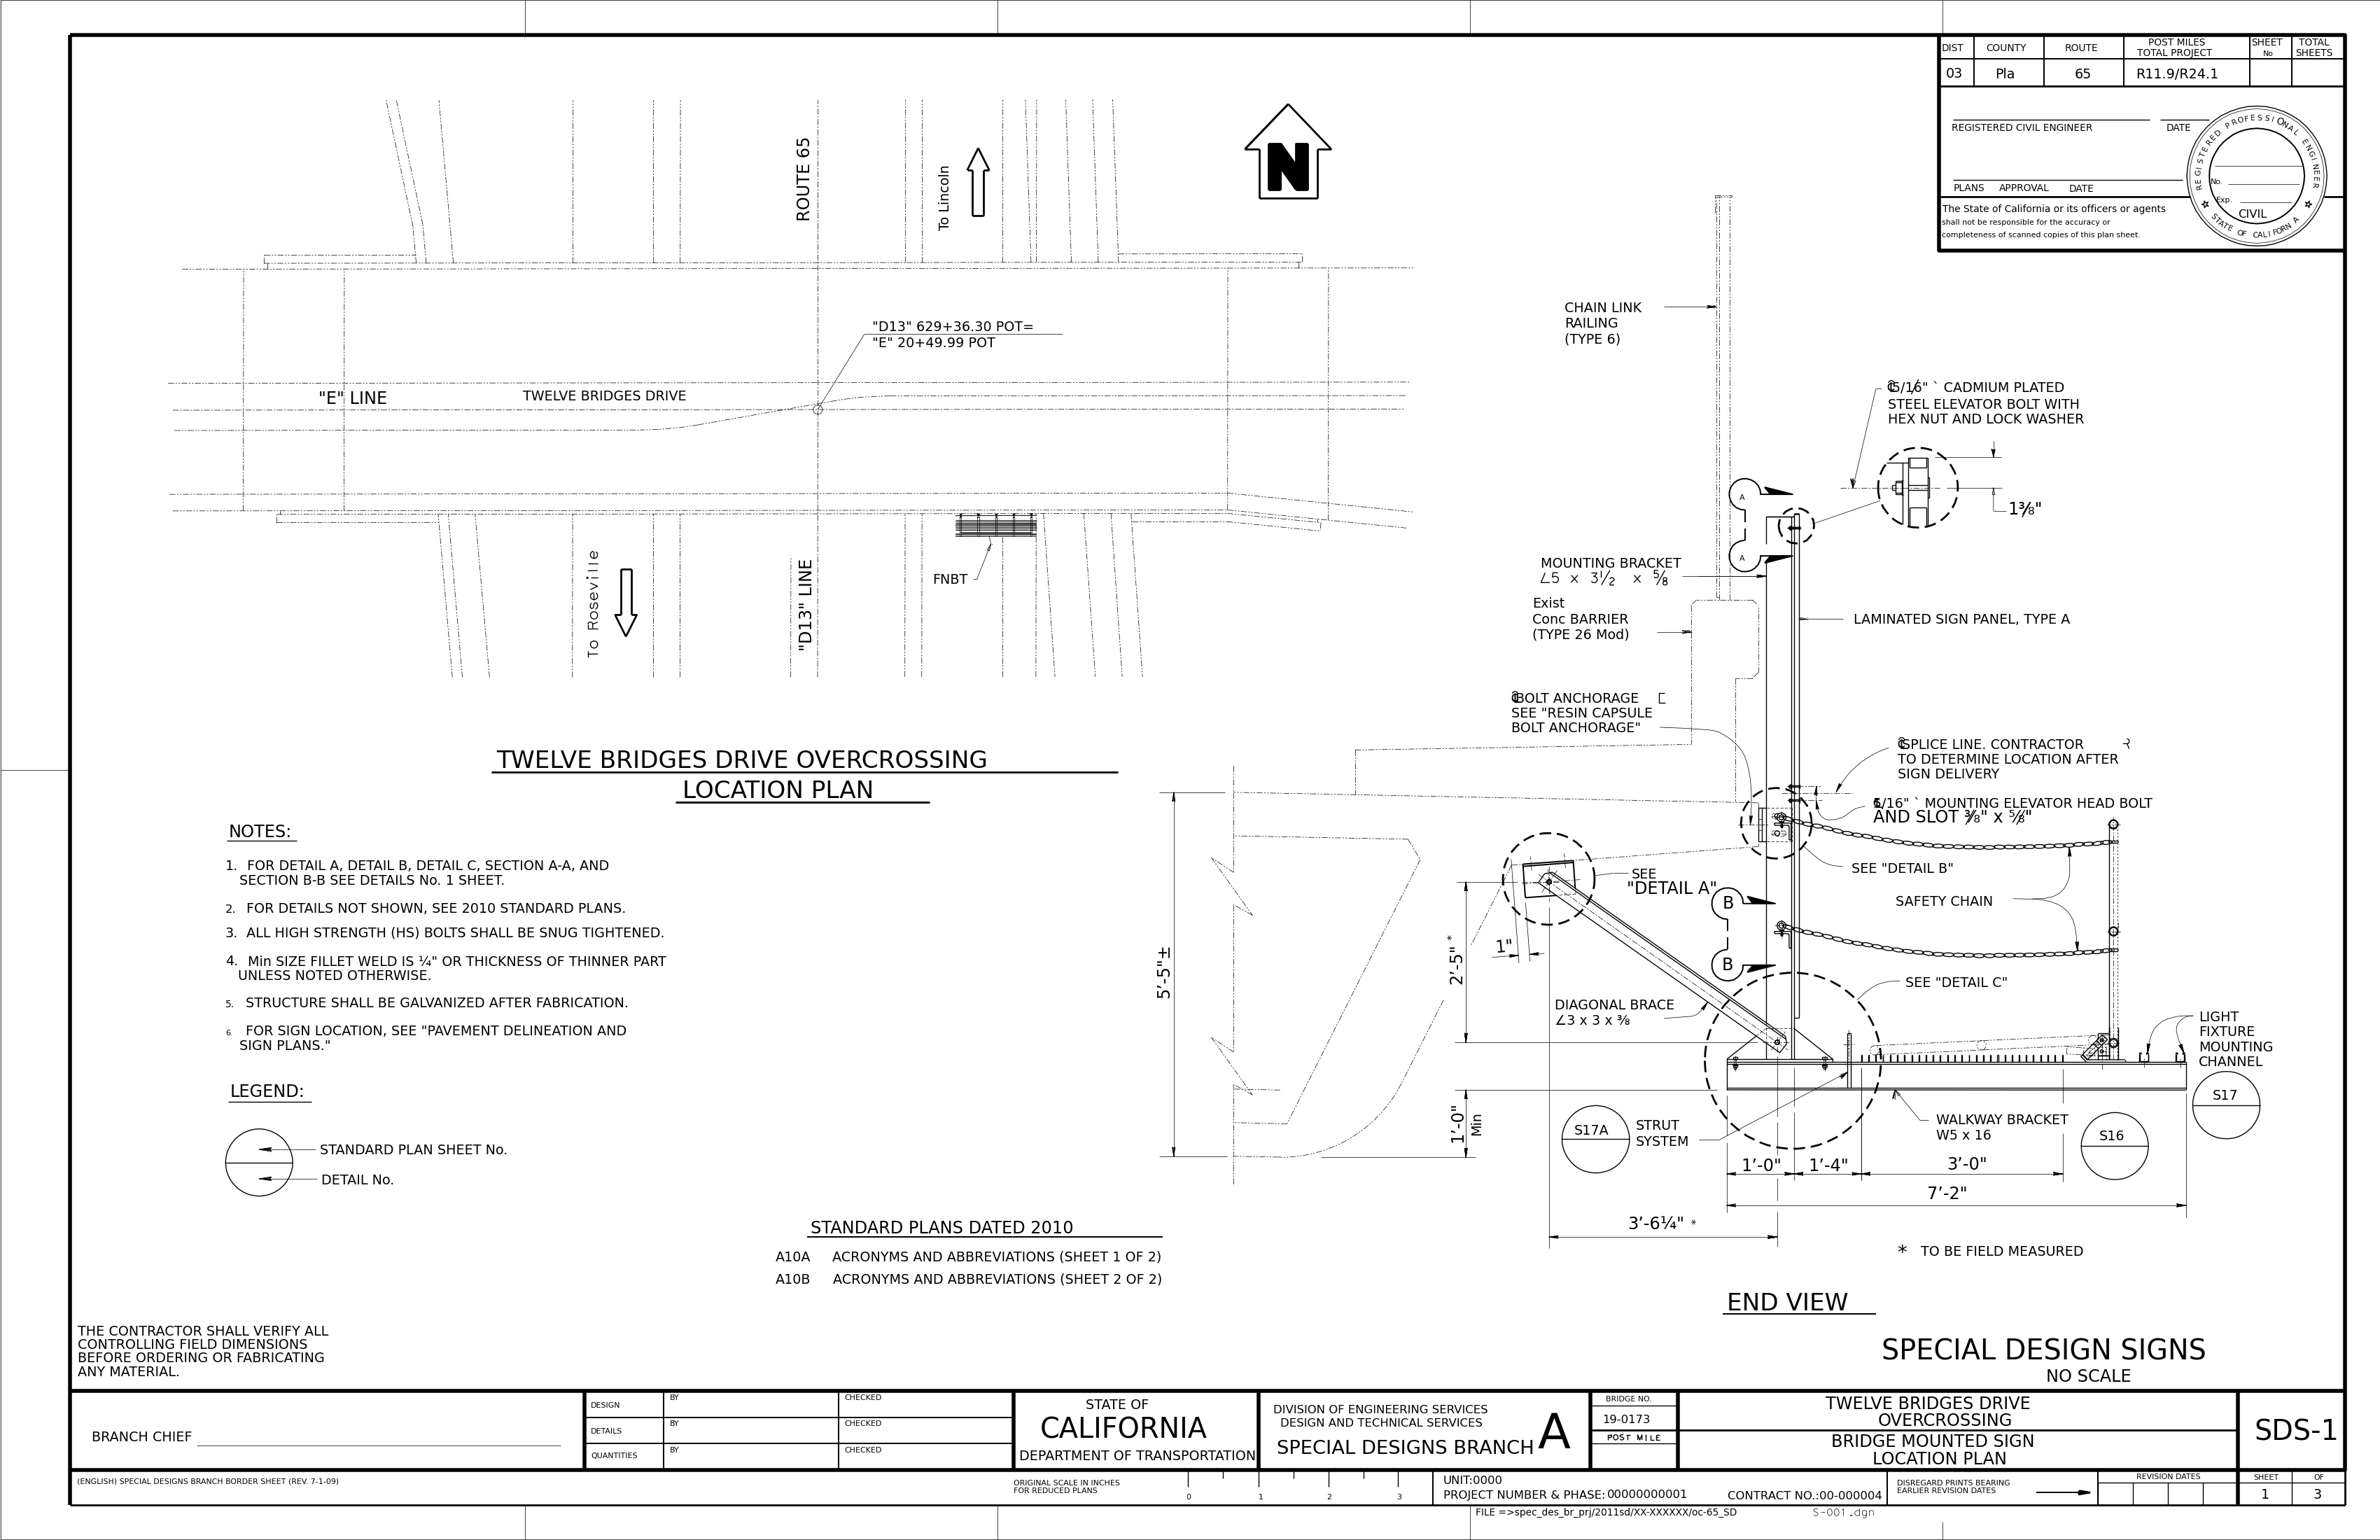 DIST COUNTY ROUTE POST MILES TOTAL PROJECT SHEET No TOTAL SHEETS
03 Pla 65 R11.9/R24.1
REGISTERED CIVIL ENGINEER DATE
PLANS APPROVAL DATE
The State of California or its officers or agents
shall not be responsible for the accuracy or
completeness of scanned copies of this plan sheet.
REGISTERED PROFESSIONAL ENGINEER
No.
Exp.
CIVIL
STATE OF CALIFORNIA
ROUTE 65
To Lincoln
N
"D13" 629+36.30 POT=
"E" 20+49.99 POT
"E" LINE
TWELVE BRIDGES DRIVE
To Roseville
"D13" LINE
FNBT
TWELVE BRIDGES DRIVE OVERCROSSING
LOCATION PLAN
NOTES:
1. FOR DETAIL A, DETAIL B, DETAIL C, SECTION A-A, AND
SECTION B-B SEE DETAILS No. 1 SHEET.
2. FOR DETAILS NOT SHOWN, SEE 2010 STANDARD PLANS.
3. ALL HIGH STRENGTH (HS) BOLTS SHALL BE SNUG TIGHTENED.
4. Min SIZE FILLET WELD IS ¼" OR THICKNESS OF THINNER PART
UNLESS NOTED OTHERWISE.
5. STRUCTURE SHALL BE GALVANIZED AFTER FABRICATION.
6. FOR SIGN LOCATION, SEE "PAVEMENT DELINEATION AND
SIGN PLANS."
LEGEND:
STANDARD PLAN SHEET No.
DETAIL No.
STANDARD PLANS DATED 2010
A10A ACRONYMS AND ABBREVIATIONS (SHEET 1 OF 2)
A10B ACRONYMS AND ABBREVIATIONS (SHEET 2 OF 2)
CHAIN LINK
RAILING
(TYPE 6)
5/16" ` CADMIUM PLATED
STEEL ELEVATOR BOLT WITH
HEX NUT AND LOCK WASHER
1⅜"
A
A
MOUNTING BRACKET
∠5 x 3½ x ⅝
Exist
Conc BARRIER
(TYPE 26 Mod)
LAMINATED SIGN PANEL, TYPE A
BOLT ANCHORAGE
SEE "RESIN CAPSULE
BOLT ANCHORAGE"
SPLICE LINE. CONTRACTOR
TO DETERMINE LOCATION AFTER
SIGN DELIVERY
5/16" ` MOUNTING ELEVATOR HEAD BOLT
AND SLOT ⅜" x ⅝"
SEE "DETAIL B"
SEE
"DETAIL A"
SAFETY CHAIN
B
B
1"
2'-5" *
5'-5"±
SEE "DETAIL C"
DIAGONAL BRACE
∠3 x 3 x ⅜
LIGHT
FIXTURE
MOUNTING
CHANNEL
S17
1'-0"
Min
S17A
STRUT
SYSTEM
WALKWAY BRACKET
W5 x 16
S16
1'-0" 1'-4" 3'-0"
7'-2"
3'-6¼" *
* TO BE FIELD MEASURED
END VIEW
SPECIAL DESIGN SIGNS
NO SCALE
THE CONTRACTOR SHALL VERIFY ALL
CONTROLLING FIELD DIMENSIONS
BEFORE ORDERING OR FABRICATING
ANY MATERIAL.
BRANCH CHIEF
DESIGN BY CHECKED
DETAILS BY CHECKED
QUANTITIES BY CHECKED
STATE OF
CALIFORNIA
DEPARTMENT OF TRANSPORTATION
DIVISION OF ENGINEERING SERVICES
DESIGN AND TECHNICAL SERVICES
SPECIAL DESIGNS BRANCH A
BRIDGE NO.
19-0173
POST MILE
TWELVE BRIDGES DRIVE
OVERCROSSING
BRIDGE MOUNTED SIGN
LOCATION PLAN
SDS-1
(ENGLISH) SPECIAL DESIGNS BRANCH BORDER SHEET (REV. 7-1-09)
ORIGINAL SCALE IN INCHES
FOR REDUCED PLANS
0 1 2 3
UNIT:0000
PROJECT NUMBER & PHASE: 00000000001
CONTRACT NO.:00-000004
DISREGARD PRINTS BEARING
EARLIER REVISION DATES
REVISION DATES
SHEET OF
1 3
FILE =>spec_des_br_prj/2011sd/XX-XXXXXX/oc-65_SD S-001.dgn